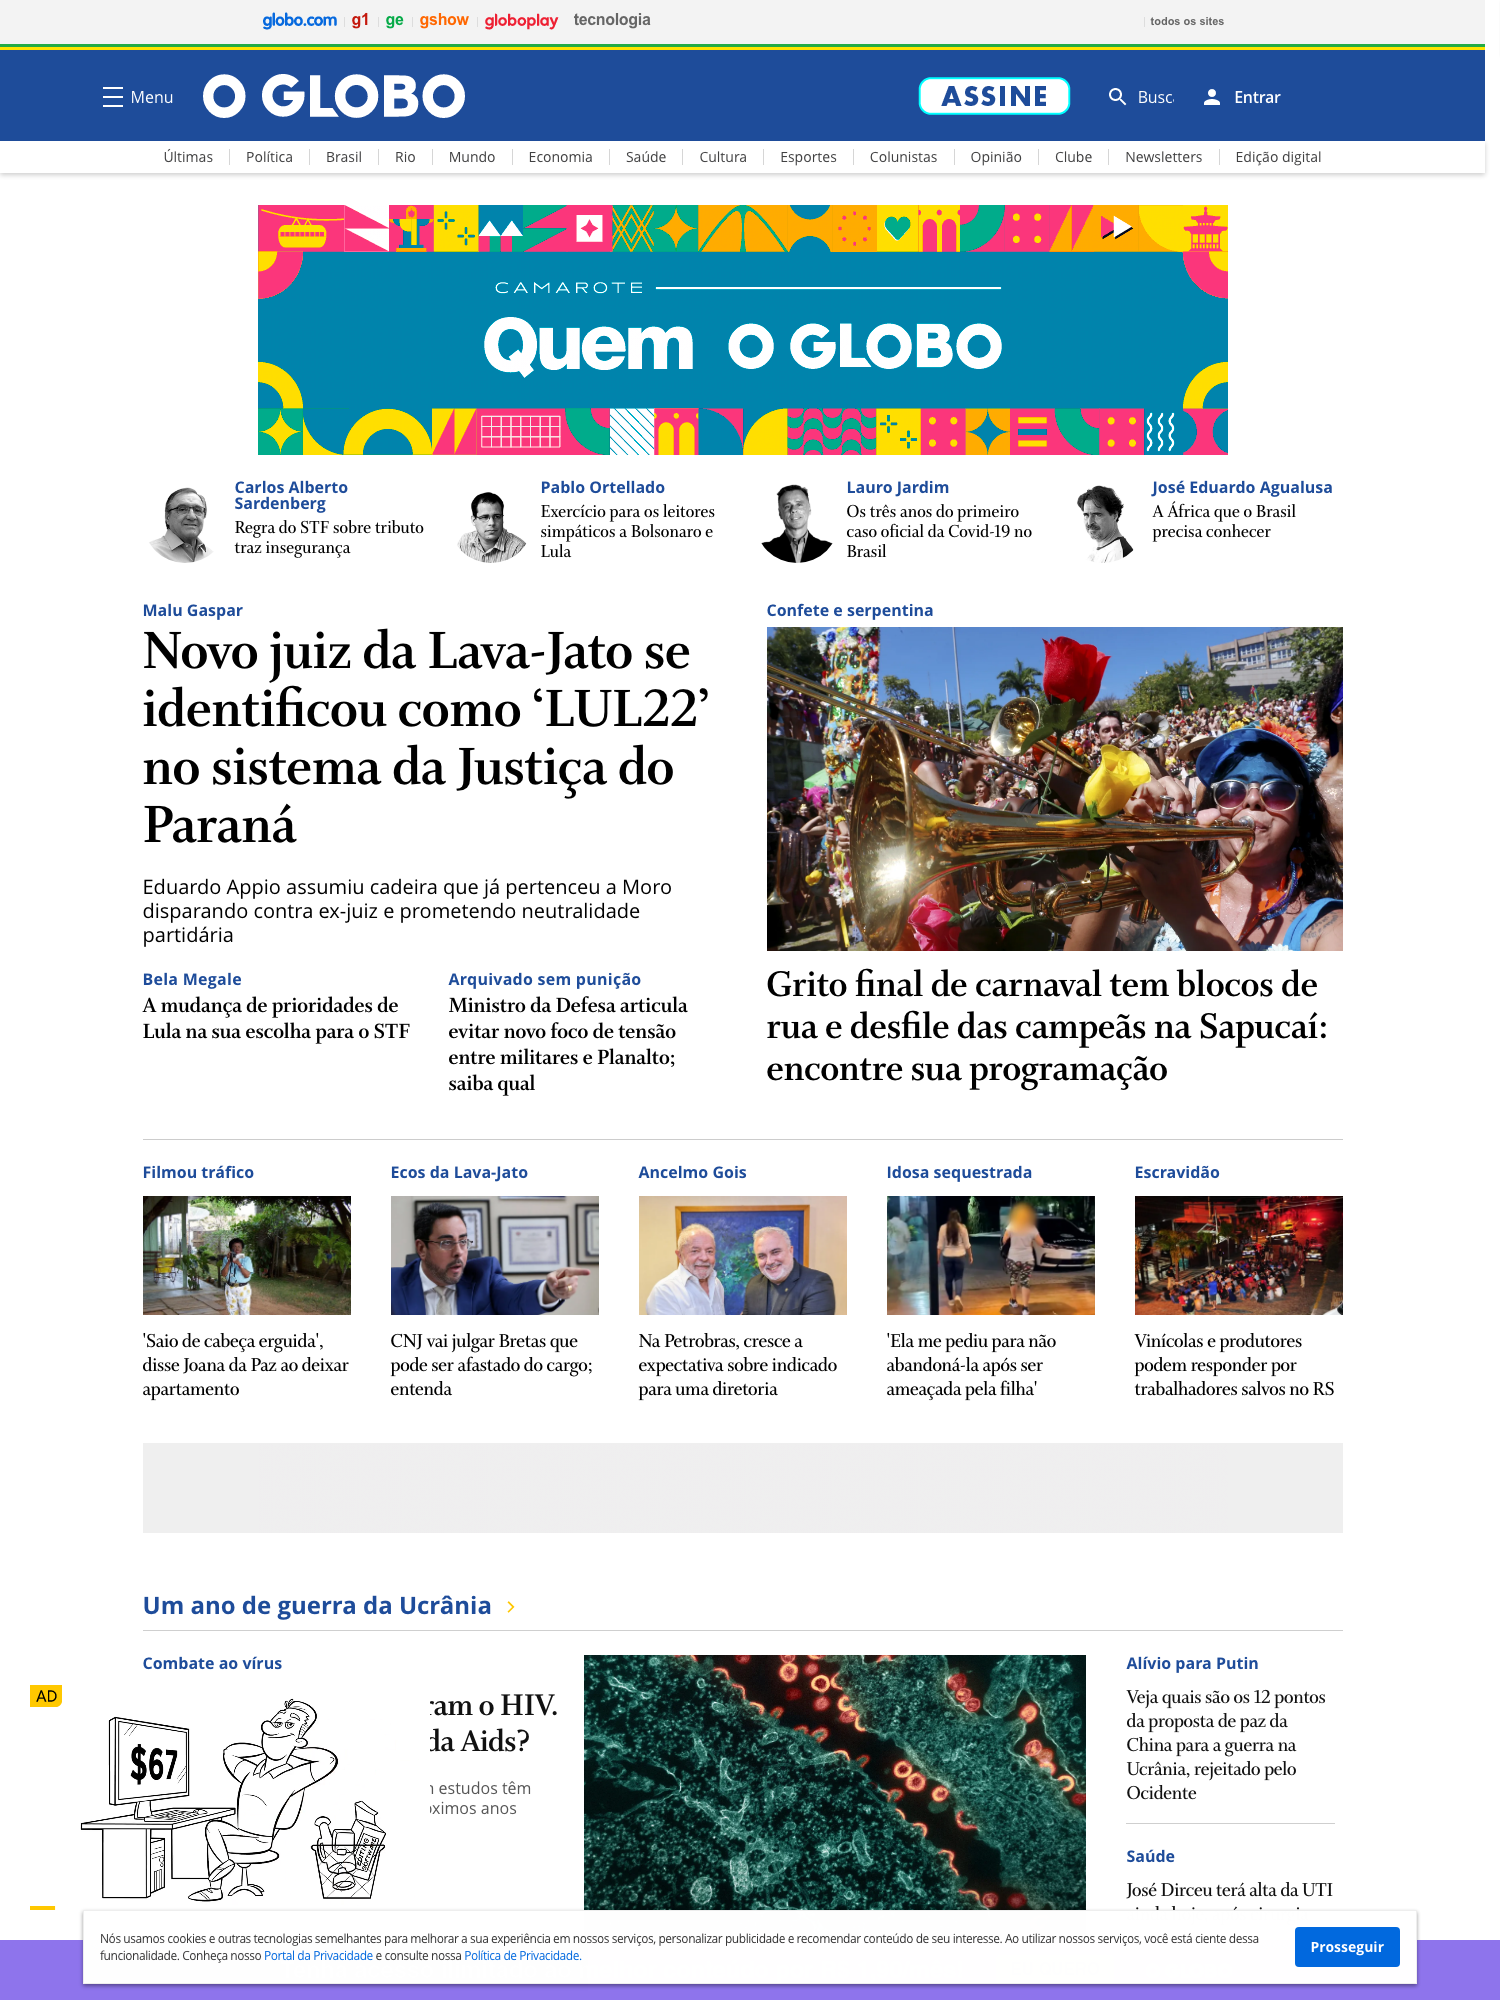 globo.com
g1
ge
gshow
globoplay
tecnologia
todos os sites
Menu
O GLOBO
ASSINE
Busc
Entrar
Últimas
Política
Brasil
Rio
Mundo
Economia
Saúde
Cultura
Esportes
Colunistas
Opinião
Clube
Newsletters
Edição digital
CAMAROTE
Quem O GLOBO
Carlos Alberto
Sardenberg
Regra do STF sobre tributo
traz insegurança
Pablo Ortellado
Exercício para os leitores
simpáticos a Bolsonaro e
Lula
Lauro Jardim
Os três anos do primeiro
caso oficial da Covid-19 no
Brasil
José Eduardo Agualusa
A África que o Brasil
precisa conhecer
Malu Gaspar
Novo juiz da Lava-Jato se
identificou como ‘LUL22’
no sistema da Justiça do
Paraná
Eduardo Appio assumiu cadeira que já pertenceu a Moro
disparando contra ex-juiz e prometendo neutralidade
partidária
Bela Megale
A mudança de prioridades de
Lula na sua escolha para o STF
Arquivado sem punição
Ministro da Defesa articula
evitar novo foco de tensão
entre militares e Planalto;
saiba qual
Confete e serpentina
Grito final de carnaval tem blocos de
rua e desfile das campeãs na Sapucaí:
encontre sua programação
Filmou tráfico
'Saio de cabeça erguida',
disse Joana da Paz ao deixar
apartamento
Ecos da Lava-Jato
CNJ vai julgar Bretas que
pode ser afastado do cargo;
entenda
Ancelmo Gois
Na Petrobras, cresce a
expectativa sobre indicado
para uma diretoria
Idosa sequestrada
'Ela me pediu para não
abandoná-la após ser
ameaçada pela filha'
Escravidão
Vinícolas e produtores
podem responder por
trabalhadores salvos no RS
Um ano de guerra da Ucrânia
Combate ao vírus
ram o HIV.
da Aids?
estudos têm
óximos anos
AD
$67
Alívio para Putin
Veja quais são os 12 pontos
da proposta de paz da
China para a guerra na
Ucrânia, rejeitado pelo
Ocidente
Saúde
José Dirceu terá alta da UTI
Nós usamos cookies e outras tecnologias semelhantes para melhorar a sua experiência em nossos serviços, personalizar publicidade e recomendar conteúdo de seu interesse. Ao utilizar nossos serviços, você está ciente dessa
funcionalidade. Conheça nosso Portal da Privacidade e consulte nossa Política de Privacidade.
Prosseguir